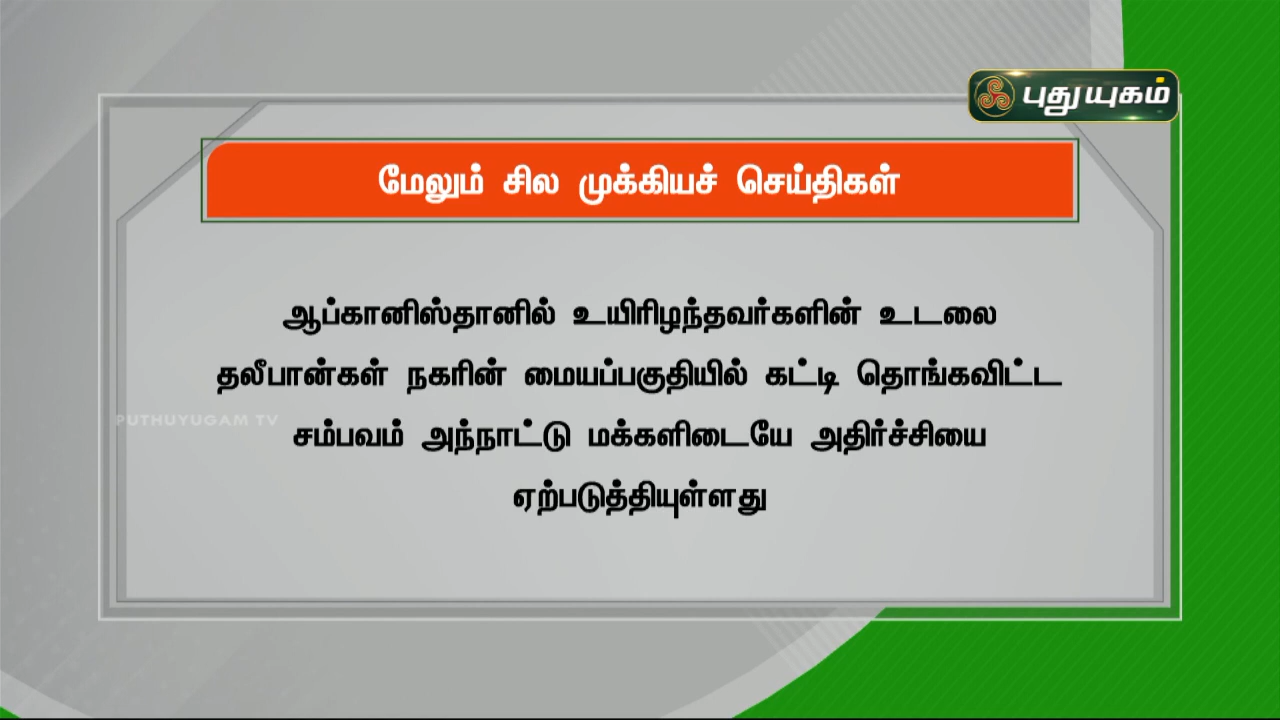 புதுயுகம்
மேலும் சில முக்கியச் செய்திகள்
ஆப்கானிஸ்தானில் உயிரிழந்தவர்களின் உடலை
தலீபான்கள் நகரின் மையப்பகுதியில் கட்டி தொங்கவிட்ட
PUTHUYUGAM TV
சம்பவம் அந்நாட்டு மக்களிடையே அதிர்ச்சியை
ஏற்படுத்தியுள்ளது